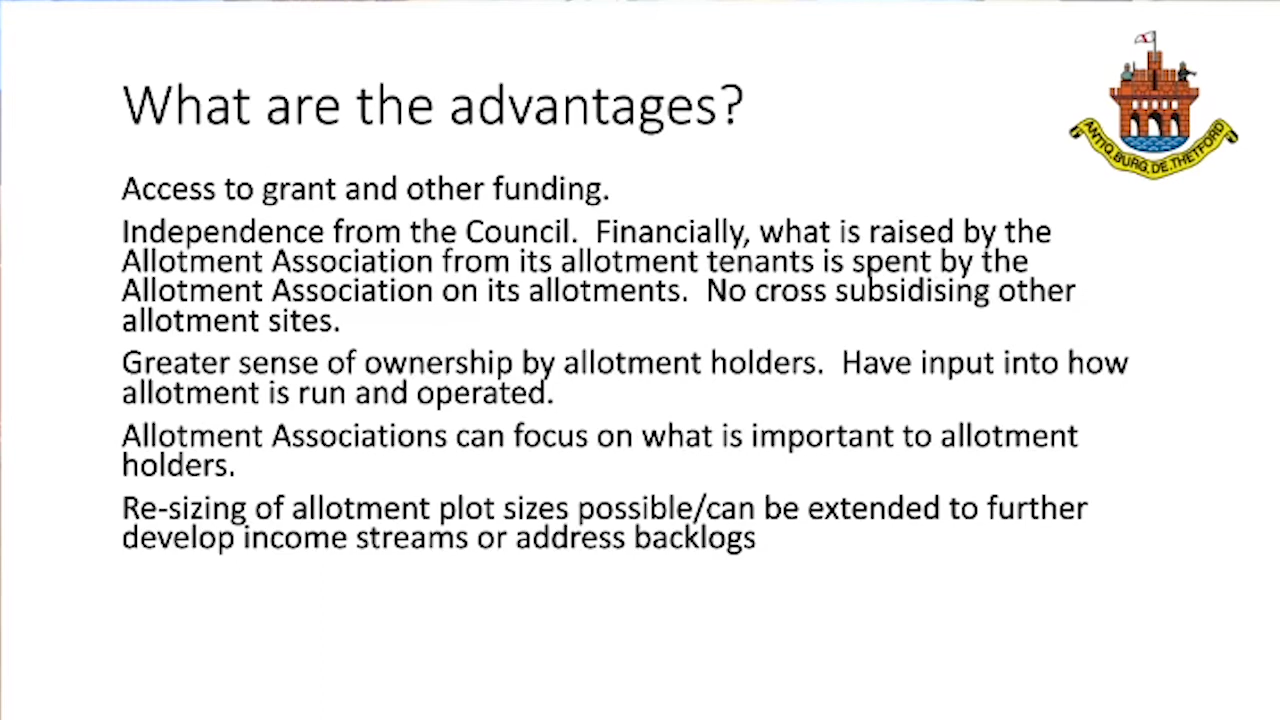 What are the advantages?
ANTIQ.BURG.DE.THETFORD
Access to grant and other funding.
Independence from the Council.  Financially, what is raised by the
Allotment Association from its allotment tenants is spent by the
Allotment Association on its allotments.  No cross subsidising other
allotment sites.
Greater sense of ownership by allotment holders.  Have input into how
allotment is run and operated.
Allotment Associations can focus on what is important to allotment
holders.
Re-sizing of allotment plot sizes possible/can be extended to further
develop income streams or address backlogs